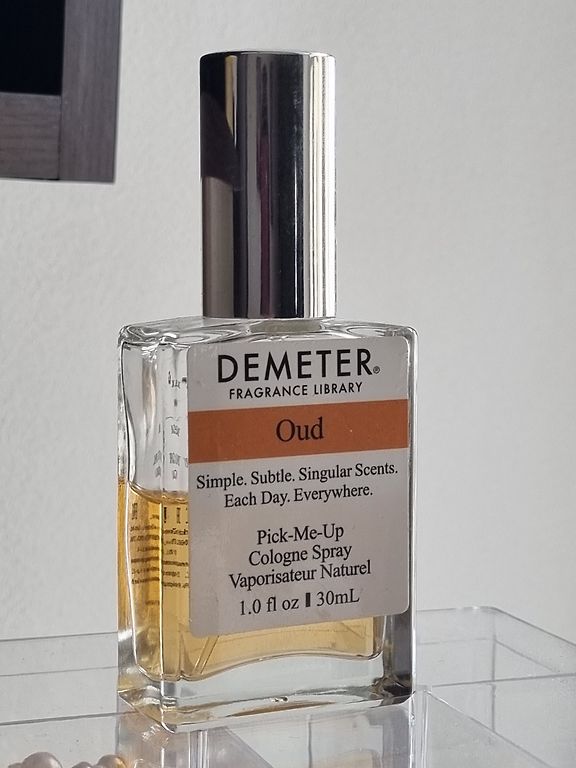 DEMETER®
FRAGRANCE LIBRARY
Oud
Simple. Subtle. Singular Scents.
Each Day. Everywhere.
Pick-Me-Up
Cologne Spray
Vaporisateur Naturel
1.0 fl oz ▮ 30mL